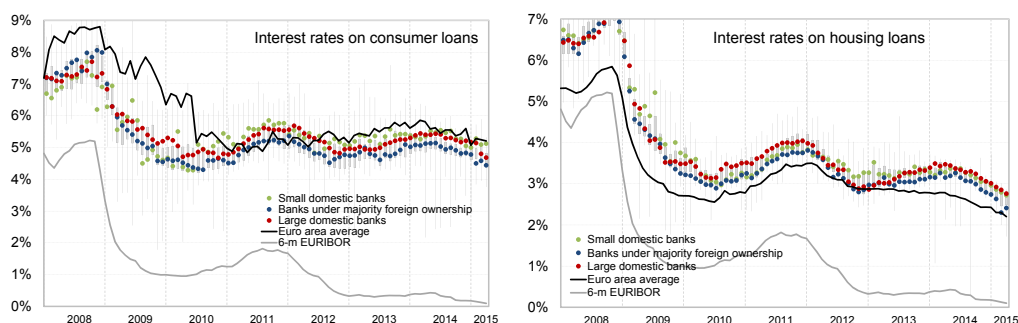 Interest rates on consumer loans
9%
8%
7%
6%
5%
4%
3%
2%
1%
0%
Small domestic banks
Banks under majority foreign ownership
Large domestic banks
Euro area average
6-m EURIBOR
2008 2009 2010 2011 2012 2013 2014 2015
Interest rates on housing loans
7%
6%
5%
4%
3%
2%
1%
0%
Small domestic banks
Banks under majority foreign ownership
Large domestic banks
Euro area average
6-m EURIBOR
2008 2009 2010 2011 2012 2013 2014 2015